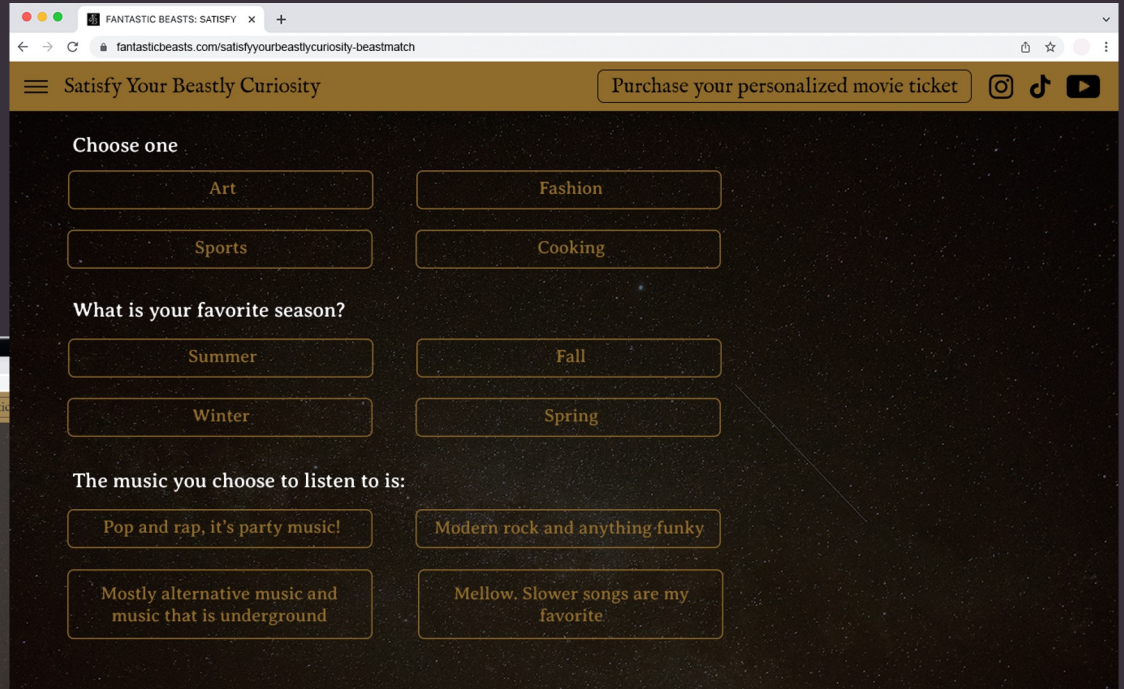 FANTASTIC BEASTS: SATISFY
fantasticbeasts.com/satisfyyourbeastlycuriosity-beastmatch
Satisfy Your Beastly Curiosity
Purchase your personalized movie ticket
Choose one
Art
Fashion
Sports
Cooking
What is your favorite season?
Summer
Fall
Winter
Spring
The music you choose to listen to is:
Pop and rap, it's party music!
Modern rock and anything funky
Mostly alternative music and
music that is underground
Mellow. Slower songs are my
favorite